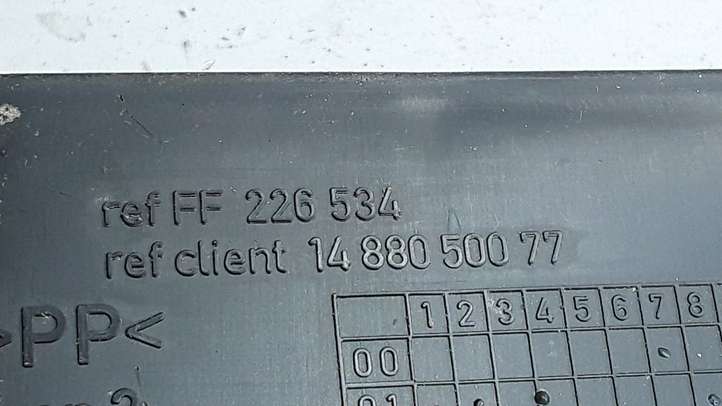 ref FF 226 534
ref client 14 880 500 77
>PP<
1 2 3 4 5 6 7 8
00
01